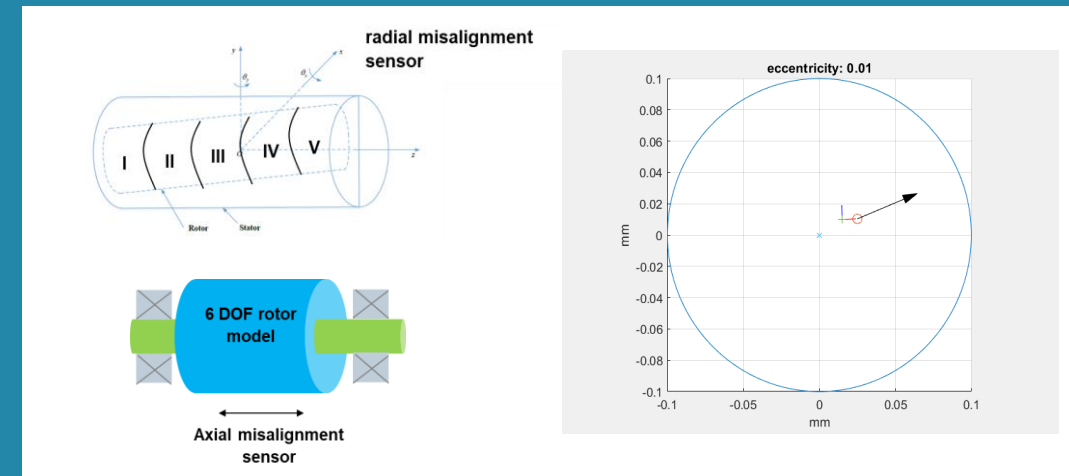 radial misalignment
sensor
y
x
θy
θx
I
II
III
IV
V
z
Rotor
Stator
6 DOF rotor
model
Axial misalignment
sensor
eccentricity: 0.01
0.1
0.08
0.06
0.04
0.02
0
-0.02
-0.04
-0.06
-0.08
-0.1
mm
-0.1
-0.05
0
0.05
0.1
mm